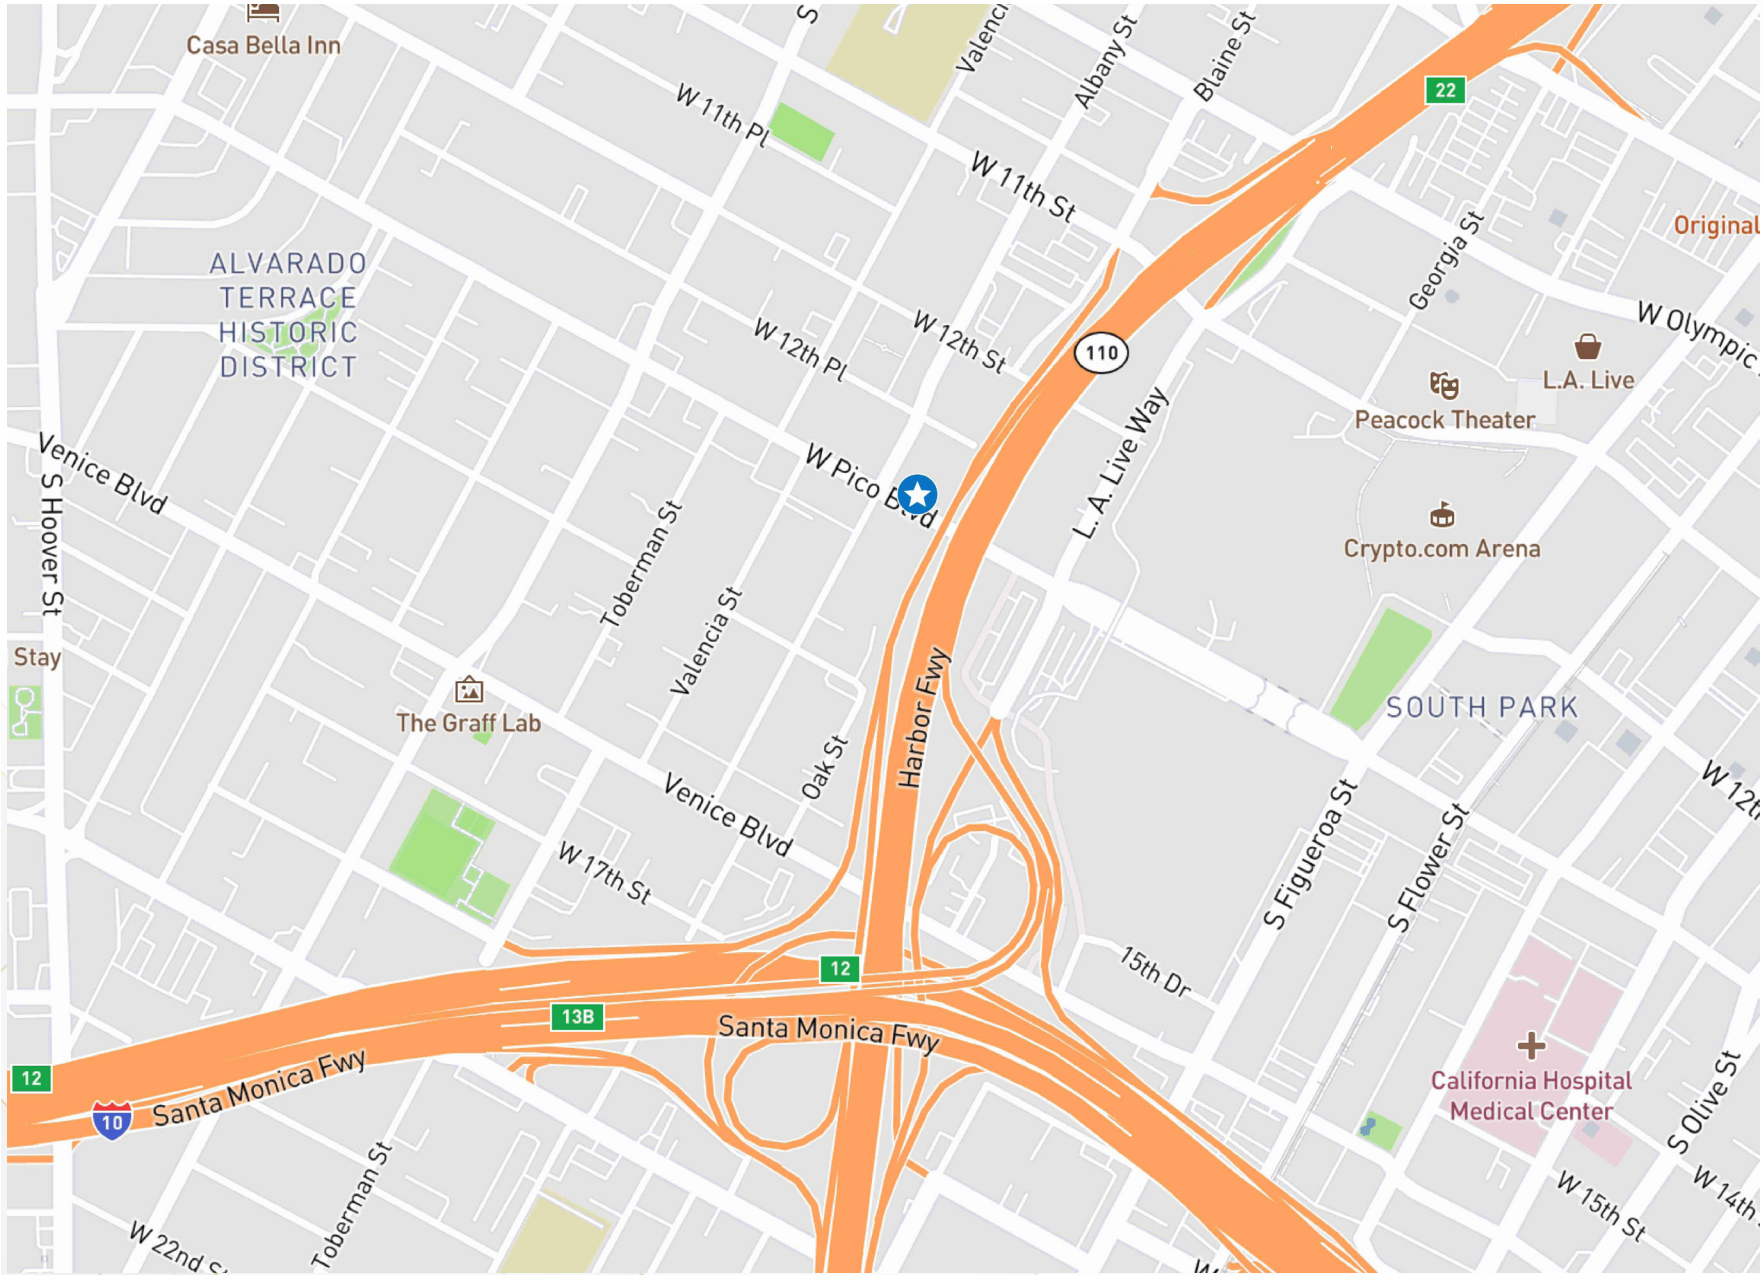 Casa Bella Inn
S
Valenci
Albany St
Blaine St
22
W 11th Pl
W 11th St
Original
Georgia St
ALVARADO
TERRACE
HISTORIC
DISTRICT
W 12th St
W 12th Pl
110
W Olympic
L.A. Live
Peacock Theater
L. A. Live Way
Venice Blvd
S Hoover St
W Pico Blvd
Crypto.com Arena
Toberman St
Valencia St
Stay
The Graff Lab
Harbor Fwy
SOUTH PARK
Oak St
Venice Blvd
W 12th
S Figueroa St
S Flower St
W 17th St
12
15th Dr
13B
Santa Monica Fwy
12
Santa Monica Fwy
10
California Hospital
Medical Center
S Olive St
Toberman St
W 22nd St
W 15th St
W 14th
W